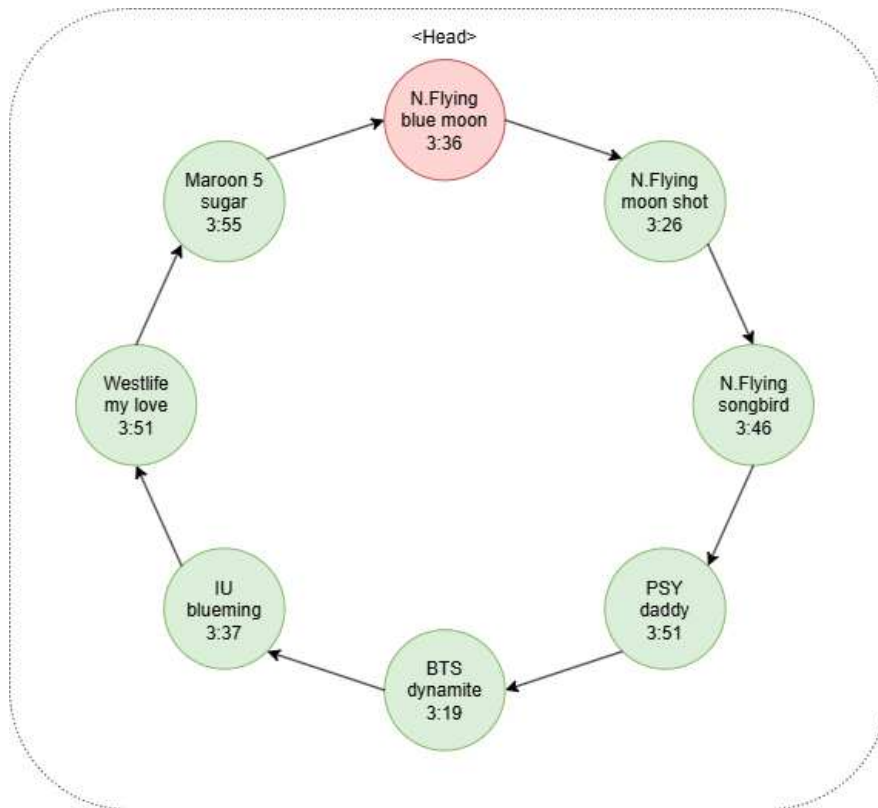 <Head>
N.Flying
blue moon
3:36
N.Flying
moon shot
3:26
N.Flying
songbird
3:46
PSY
daddy
3:51
BTS
dynamite
3:19
IU
blueming
3:37
Westlife
my love
3:51
Maroon 5
sugar
3:55